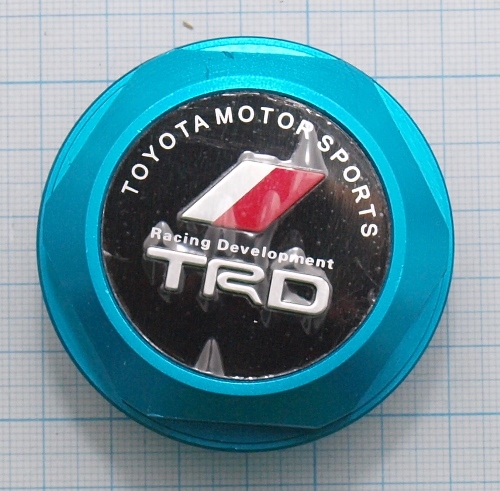 TOYOTA MOTOR SPORTS
Racing Development
TRD